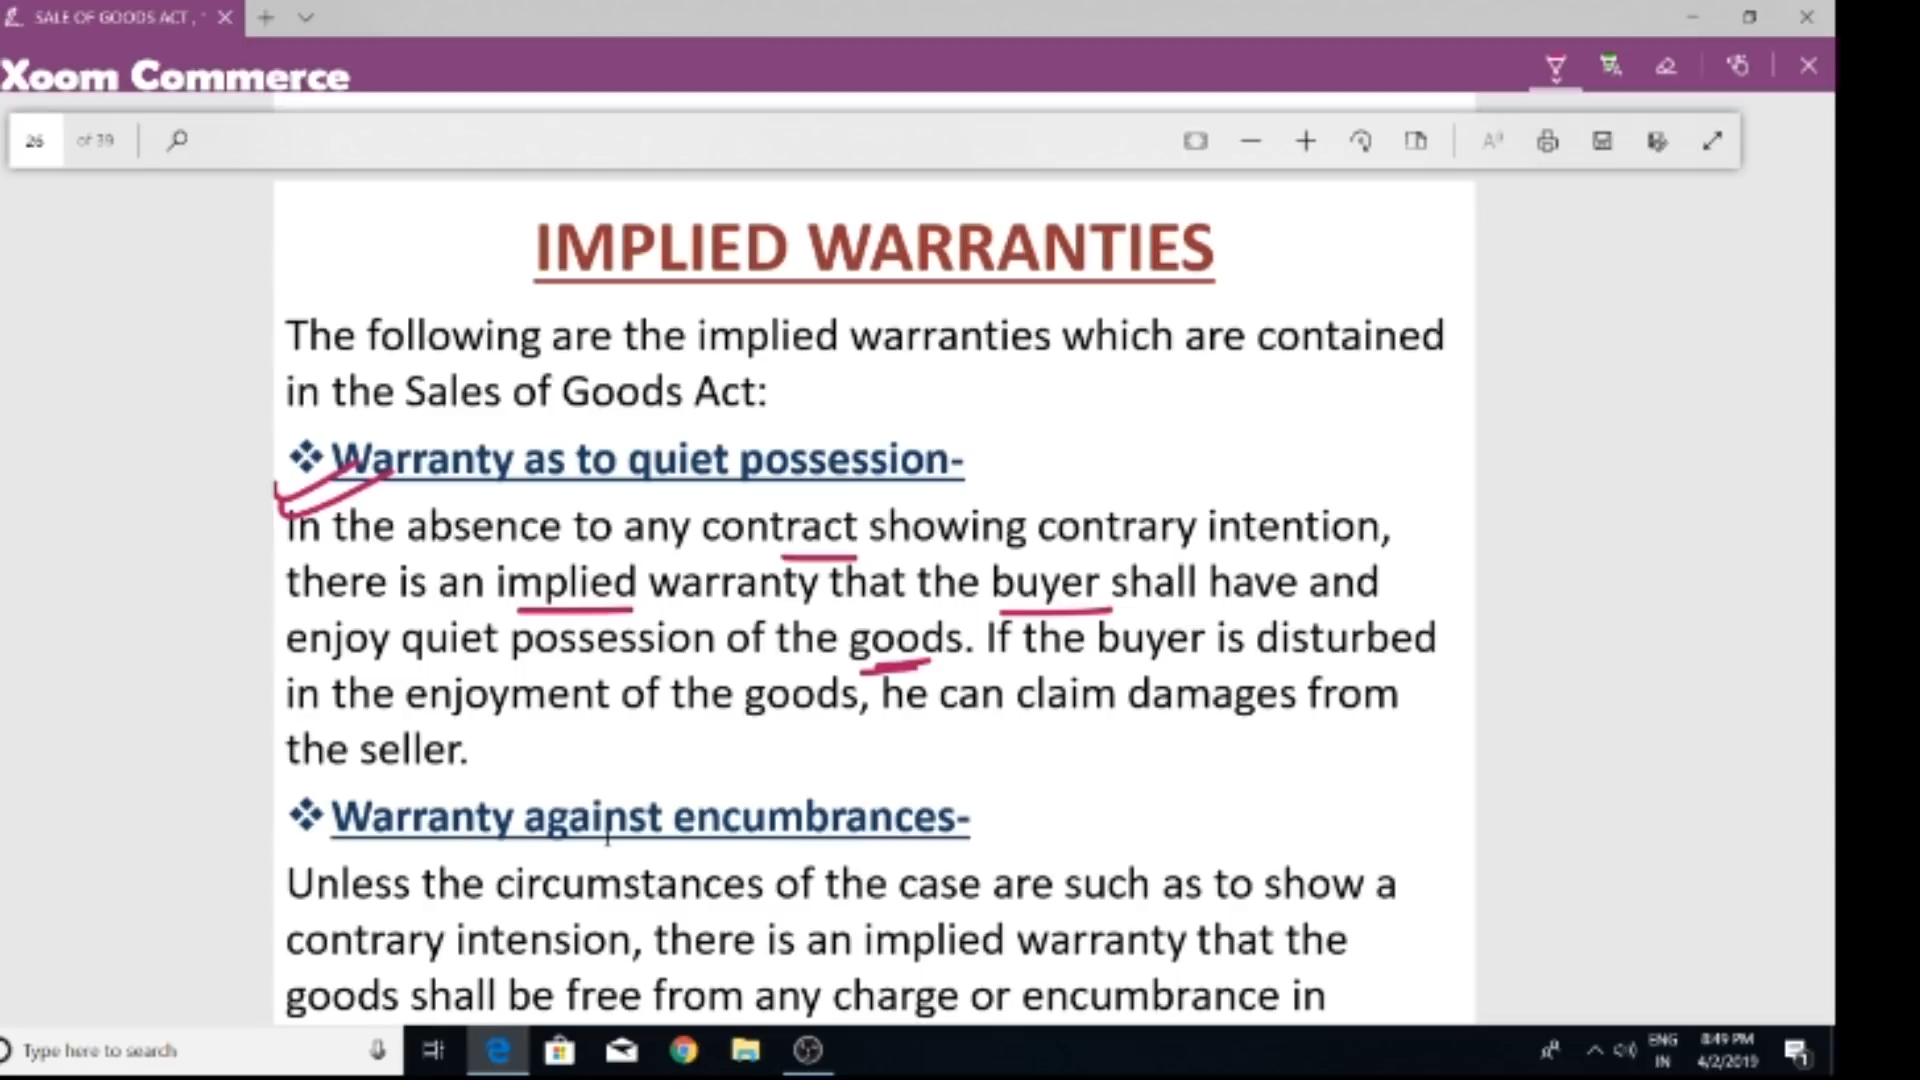 SALE OF GOODS ACT ,
Xoom Commerce
26 of 39
IMPLIED WARRANTIES
The following are the implied warranties which are contained
in the Sales of Goods Act:
❖ Warranty as to quiet possession-
In the absence to any contract showing contrary intention,
there is an implied warranty that the buyer shall have and
enjoy quiet possession of the goods. If the buyer is disturbed
in the enjoyment of the goods, he can claim damages from
the seller.
❖ Warranty against encumbrances-
Unless the circumstances of the case are such as to show a
contrary intension, there is an implied warranty that the
goods shall be free from any charge or encumbrance in
Type here to search
ENG
IN
8:49 PM
4/2/2019